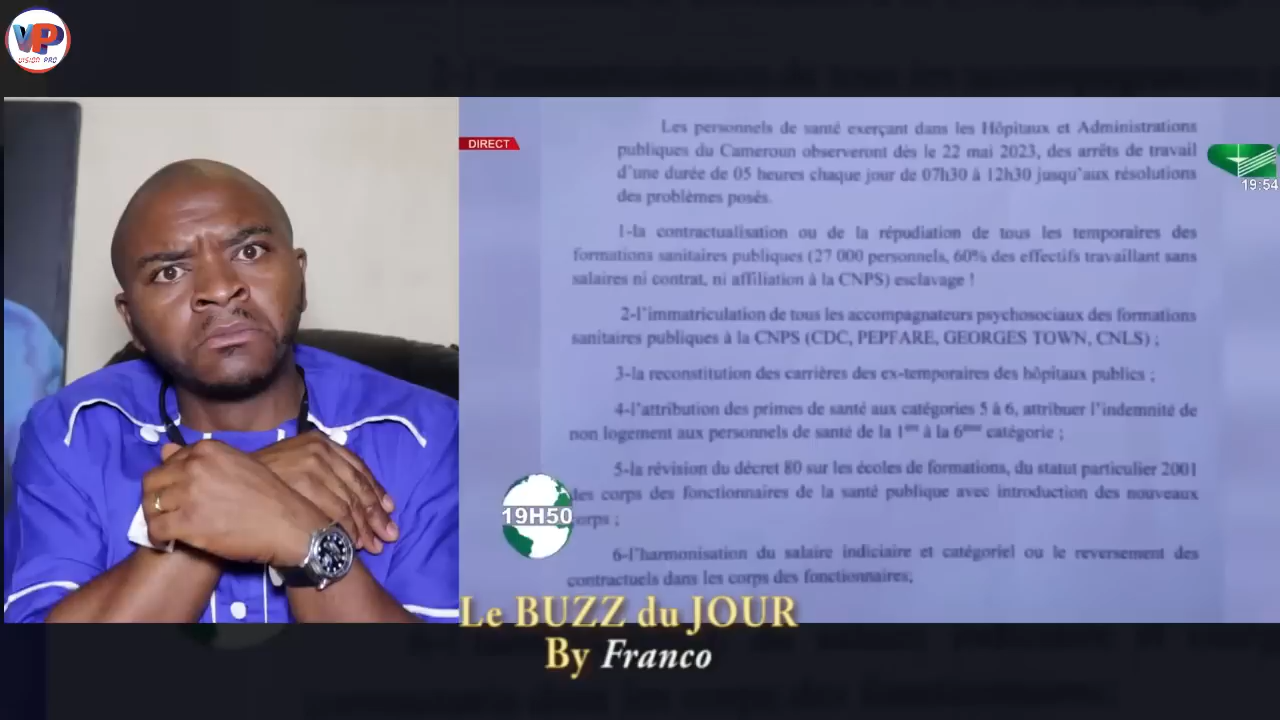 VP
VISION PRO
DIRECT
19:54
Les personnels de santé exerçant dans les Hôpitaux et Administrations
publiques du Cameroun observeront dès le 22 mai 2023, des arrêts de travail
d'une durée de 05 heures chaque jour de 07h30 à 12h30 jusqu'aux résolutions
des problèmes posés.
1-la contractualisation ou de la répudiation de tous les temporaires des
formations sanitaires publiques (27 000 personnels, 60% des effectifs travaillant sans
salaires ni contrat, ni affiliation à la CNPS) esclavage !
2-l'immatriculation de tous les accompagnateurs psychosociaux des formations
sanitaires publiques à la CNPS (CDC, PEPFARE, GEORGES TOWN, CNLS) ;
3-la reconstitution des carrières des ex-temporaires des hôpitaux publics ;
4-l'attribution des primes de santé aux catégories 5 à 6, attribuer l'indemnité de
non logement aux personnels de santé de la 1ère à la 6ème catégorie ;
5-la révision du décret 80 sur les écoles de formations, du statut particulier 2001
des corps des fonctionnaires de la santé publique avec introduction des nouveaux
corps ;
6-l'harmonisation du salaire indiciaire et catégoriel ou le reversement des
contractuels dans les corps des fonctionnaires;
19H50
Le BUZZ du JOUR
By Franco